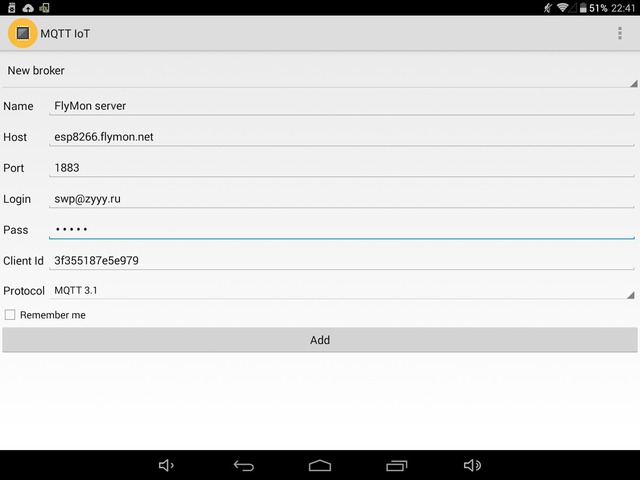 51% 22:41
MQTT IoT
New broker
Name FlyMon server
Host esp8266.flymon.net
Port 1883
Login swp@zyyy.ru
Pass •••••
Client Id 3f355187e5e979
Protocol MQTT 3.1
Remember me
Add